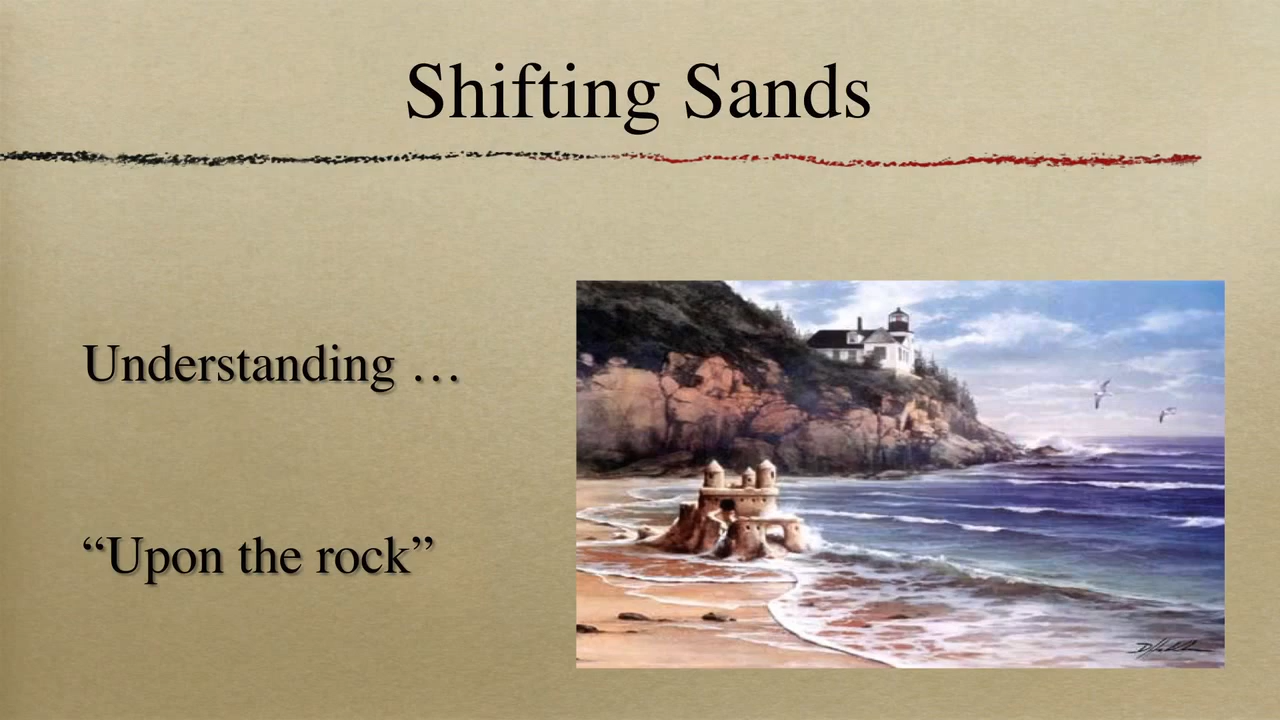 Shifting Sands
Understanding …
“Upon the rock”